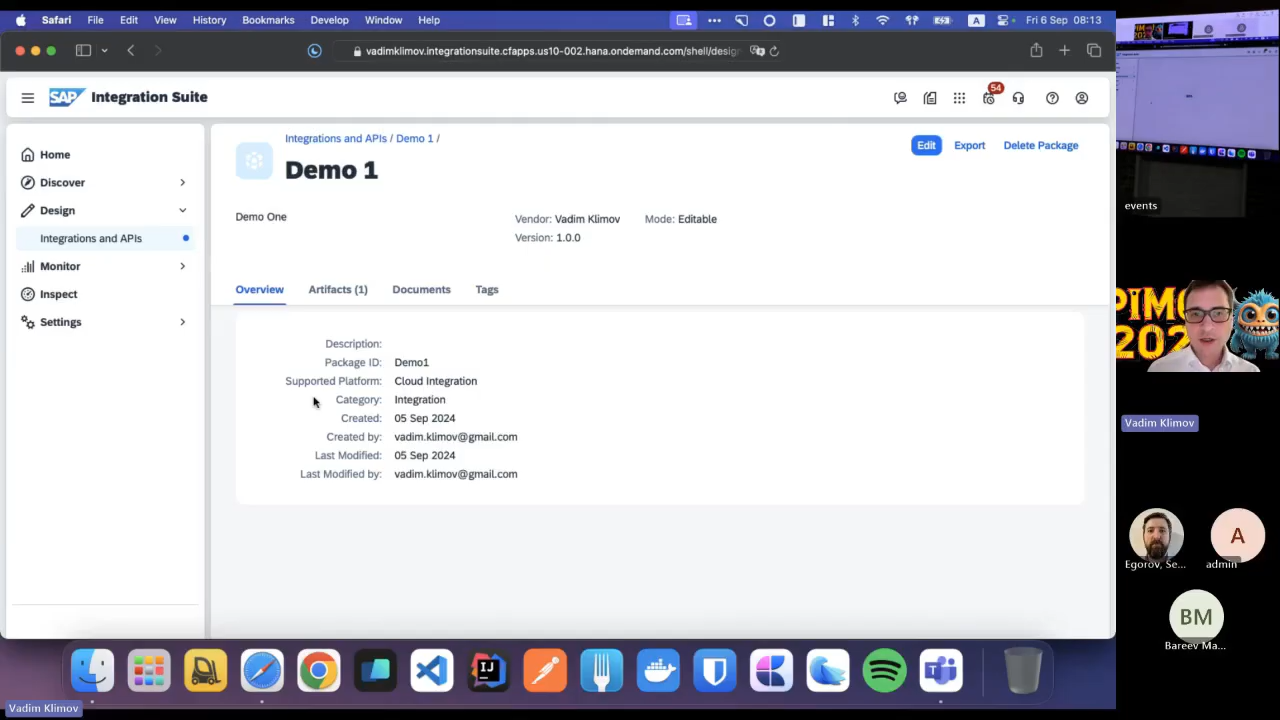 Safari File Edit View History Bookmarks Develop Window Help
A Fri 6 Sep 08:13
vadimklimov.integrationsuite.cfapps.us10-002.hana.ondemand.com/shell/desig
SAP Integration Suite
54
Home
Discover
Design
Integrations and APIs
Monitor
Inspect
Settings
Integrations and APIs / Demo 1 /
Demo 1
Edit Export Delete Package
Demo One
Vendor: Vadim Klimov Mode: Editable
Version: 1.0.0
Overview Artifacts (1) Documents Tags
Description:
Package ID: Demo1
Supported Platform: Cloud Integration
Category: Integration
Created: 05 Sep 2024
Created by: vadim.klimov@gmail.com
Last Modified: 05 Sep 2024
Last Modified by: vadim.klimov@gmail.com
Vadim Klimov
events
Vadim Klimov
A
Egorov, Se...
admin
BM
Bareev Ma...